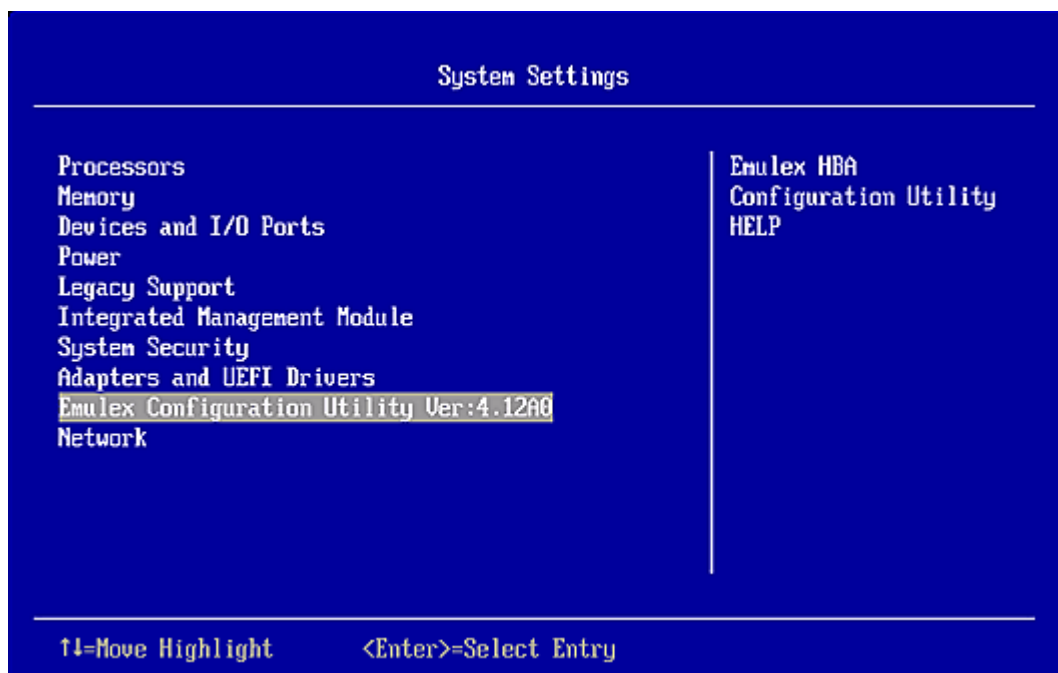 System Settings
Processors
Memory
Devices and I/O Ports
Power
Legacy Support
Integrated Management Module
System Security
Adapters and UEFI Drivers
Emulex Configuration Utility Ver:4.12A0
Network
Emulex HBA
Configuration Utility
HELP
↑↓=Move Highlight <Enter>=Select Entry